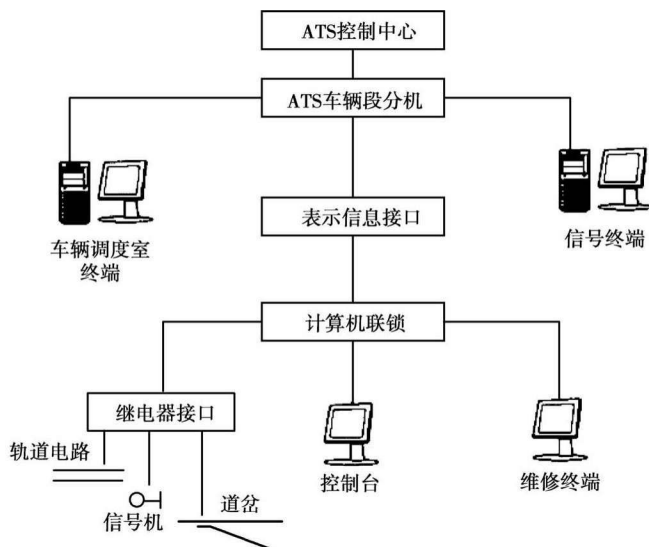 ATS控制中心
ATS车辆段分机
表示信息接口
车辆调度室
终端
信号终端
计算机联锁
继电器接口
轨道电路
信号机
道岔
控制台
维修终端